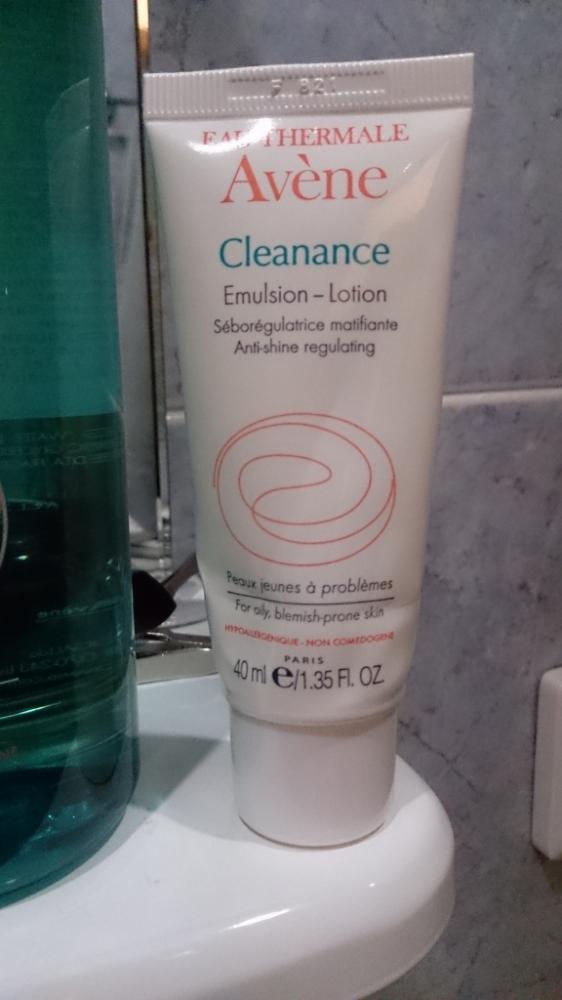 EAU THERMALE
Avène
Cleanance
Emulsion – Lotion
Séborégulatrice matifiante
Anti-shine regulating
Peaux jeunes à problèmes
For oily, blemish-prone skin
HYPOALLERGENIQUE - NON COMEDOGENE
PARIS
40 ml e/1.35 Fl. OZ